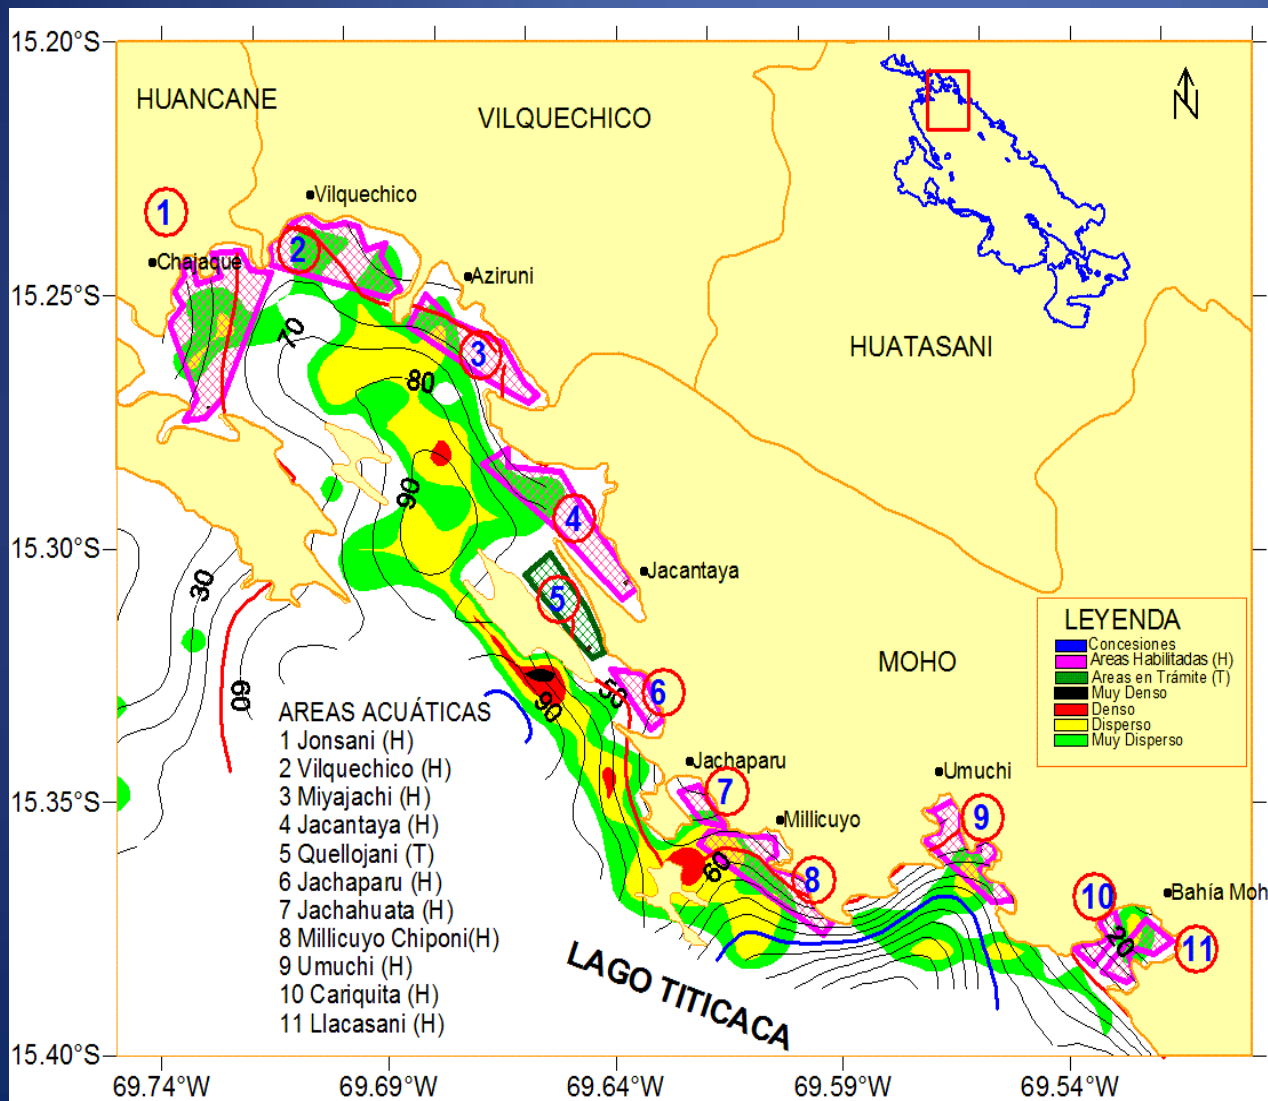 15.20°S
HUANCANE
VILQUECHICO
N
1
Vilquechico
2
Chajaque
Aziruni
15.25°S
70
3
HUATASANI
80
90
4
15.30°S
30
Jacantaya
5
LEYENDA
Concesiones
Areas Habilitadas (H)
Areas en Trámite (T)
Muy Denso
Denso
Disperso
Muy Disperso
MOHO
60
6
90
AREAS ACUÁTICAS
1 Jonsani (H)
2 Vilquechico (H)
3 Miyajachi (H)
4 Jacantaya (H)
5 Quellojani (T)
6 Jachaparu (H)
7 Jachahuata (H)
8 Millicuyo Chiponi(H)
9 Umuchi (H)
10 Cariquita (H)
11 Llacasani (H)
Jachaparu
Umuchi
7
15.35°S
Millicuyo
9
60
8
10
Bahía Moh
20
11
LAGO TITICACA
15.40°S
69.74°W
69.69°W
69.64°W
69.59°W
69.54°W